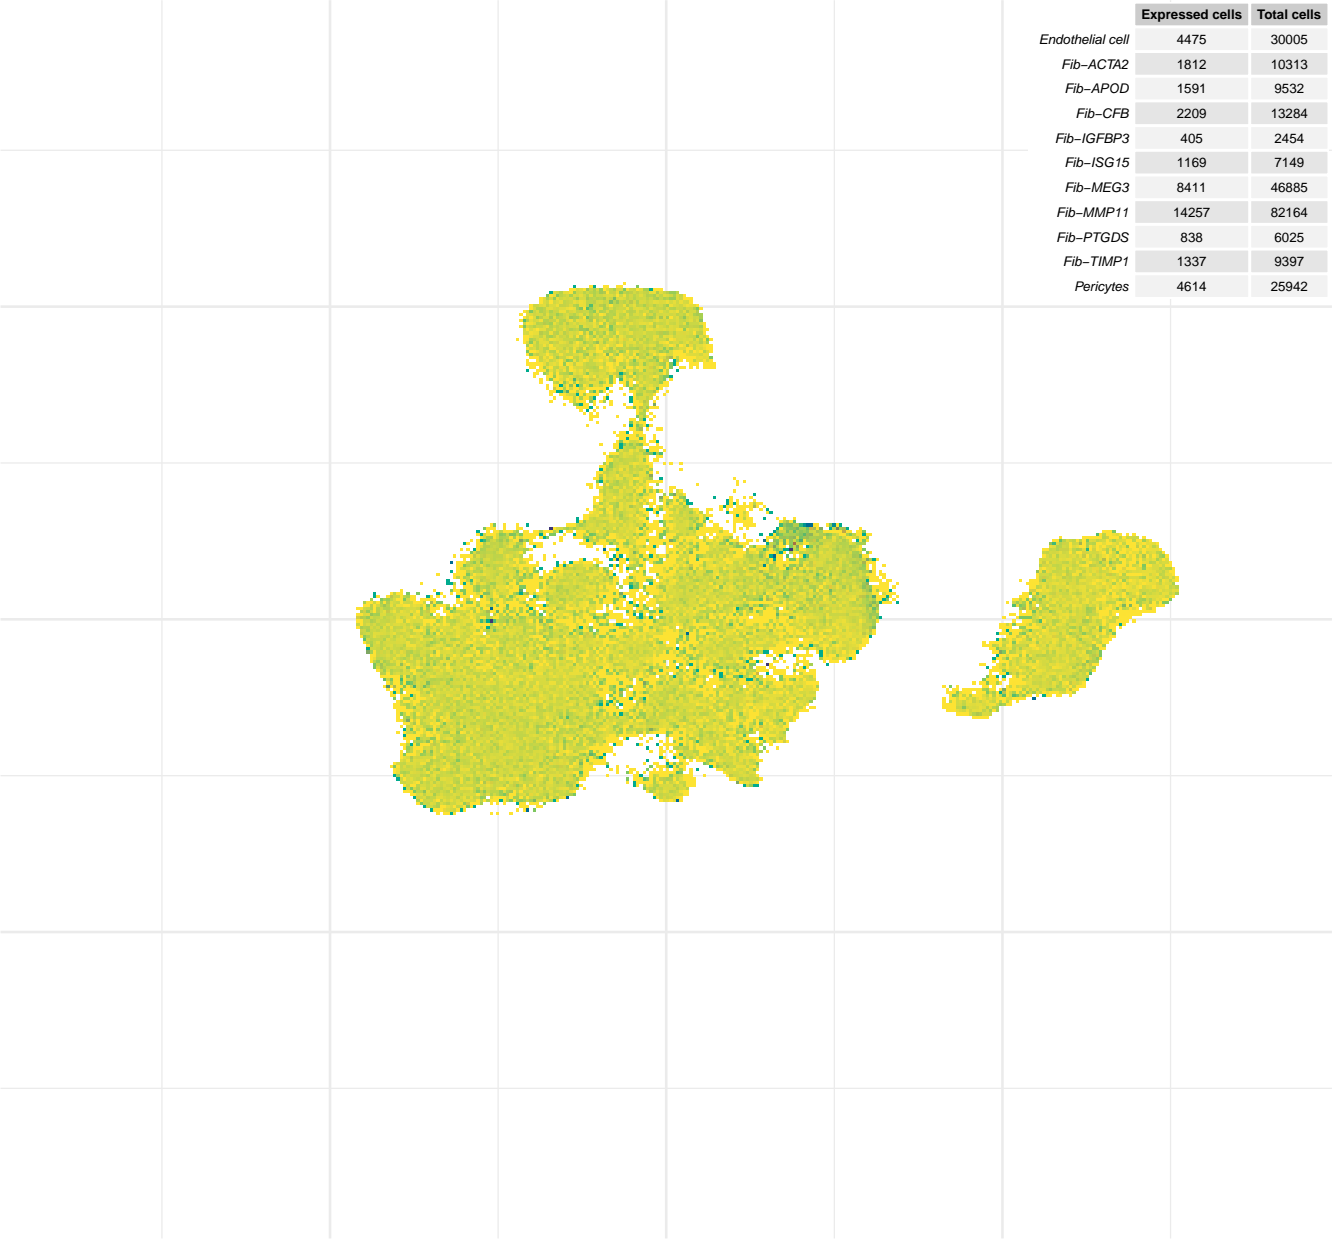 Expressed cells Total cells
Endothelial cell 4475 30005
Fib−ACTA2 1812 10313
Fib−APOD 1591 9532
Fib−CFB 2209 13284
Fib−IGFBP3 405 2454
Fib−ISG15 1169 7149
Fib−MEG3 8411 46885
Fib−MMP11 14257 82164
Fib−PTGDS 838 6025
Fib−TIMP1 1337 9397
Pericytes 4614 25942